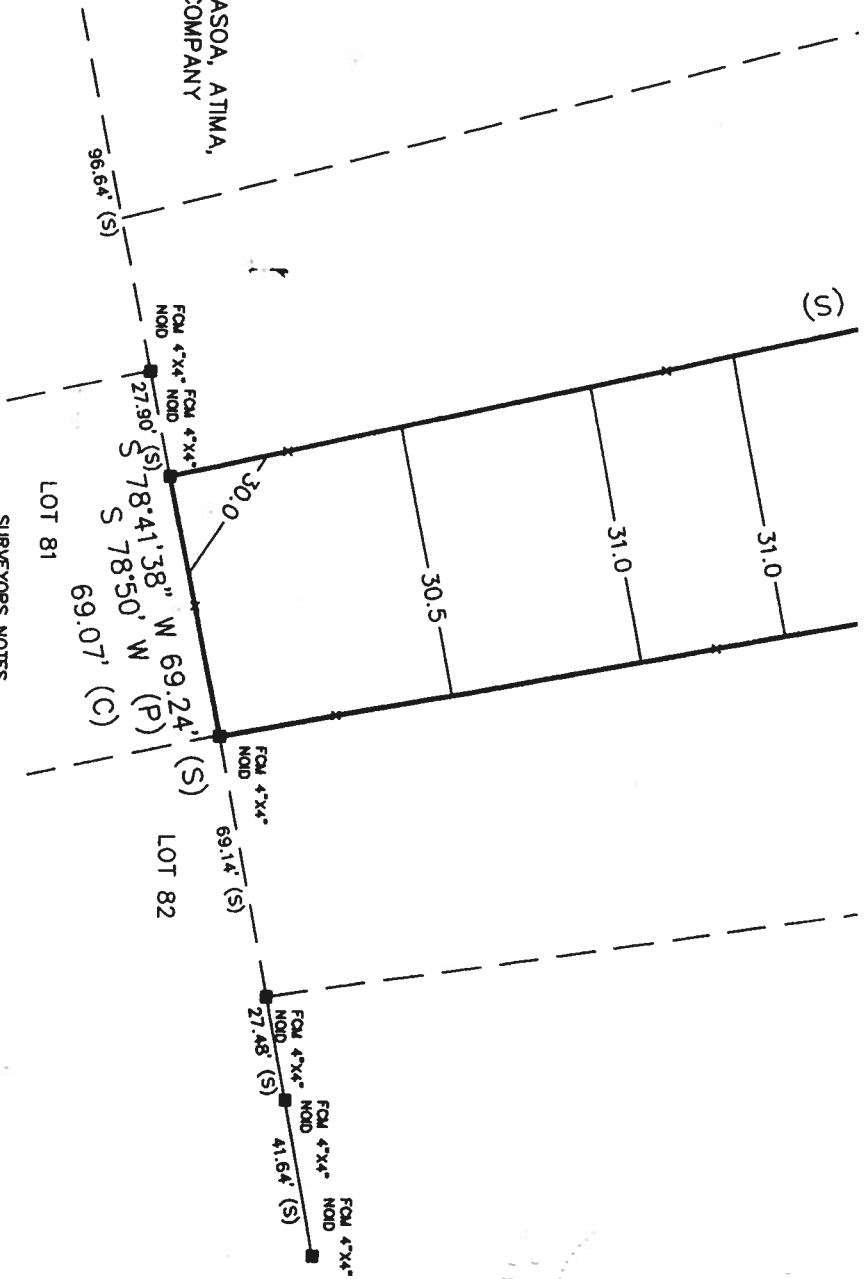 ASOA, ATIMA,
COMPANY
96.64' (S)
(S)
FCM 4"X4"
NOID
FCM 4"X4"
NOID
27.90' (S)
30.0
30.5
31.0
31.0
S 78°41'38" W 69.24' (S)
S 78°50' W (P)
69.07' (C)
LOT 81
SURVEYORS NOTES
FCM 4"X4"
NOID
69.14' (S)
LOT 82
FCM 4"X4"
NOID
27.48' (S)
FCM 4"X4"
NOID
41.64' (S)
FCM 4"X4"
NOID